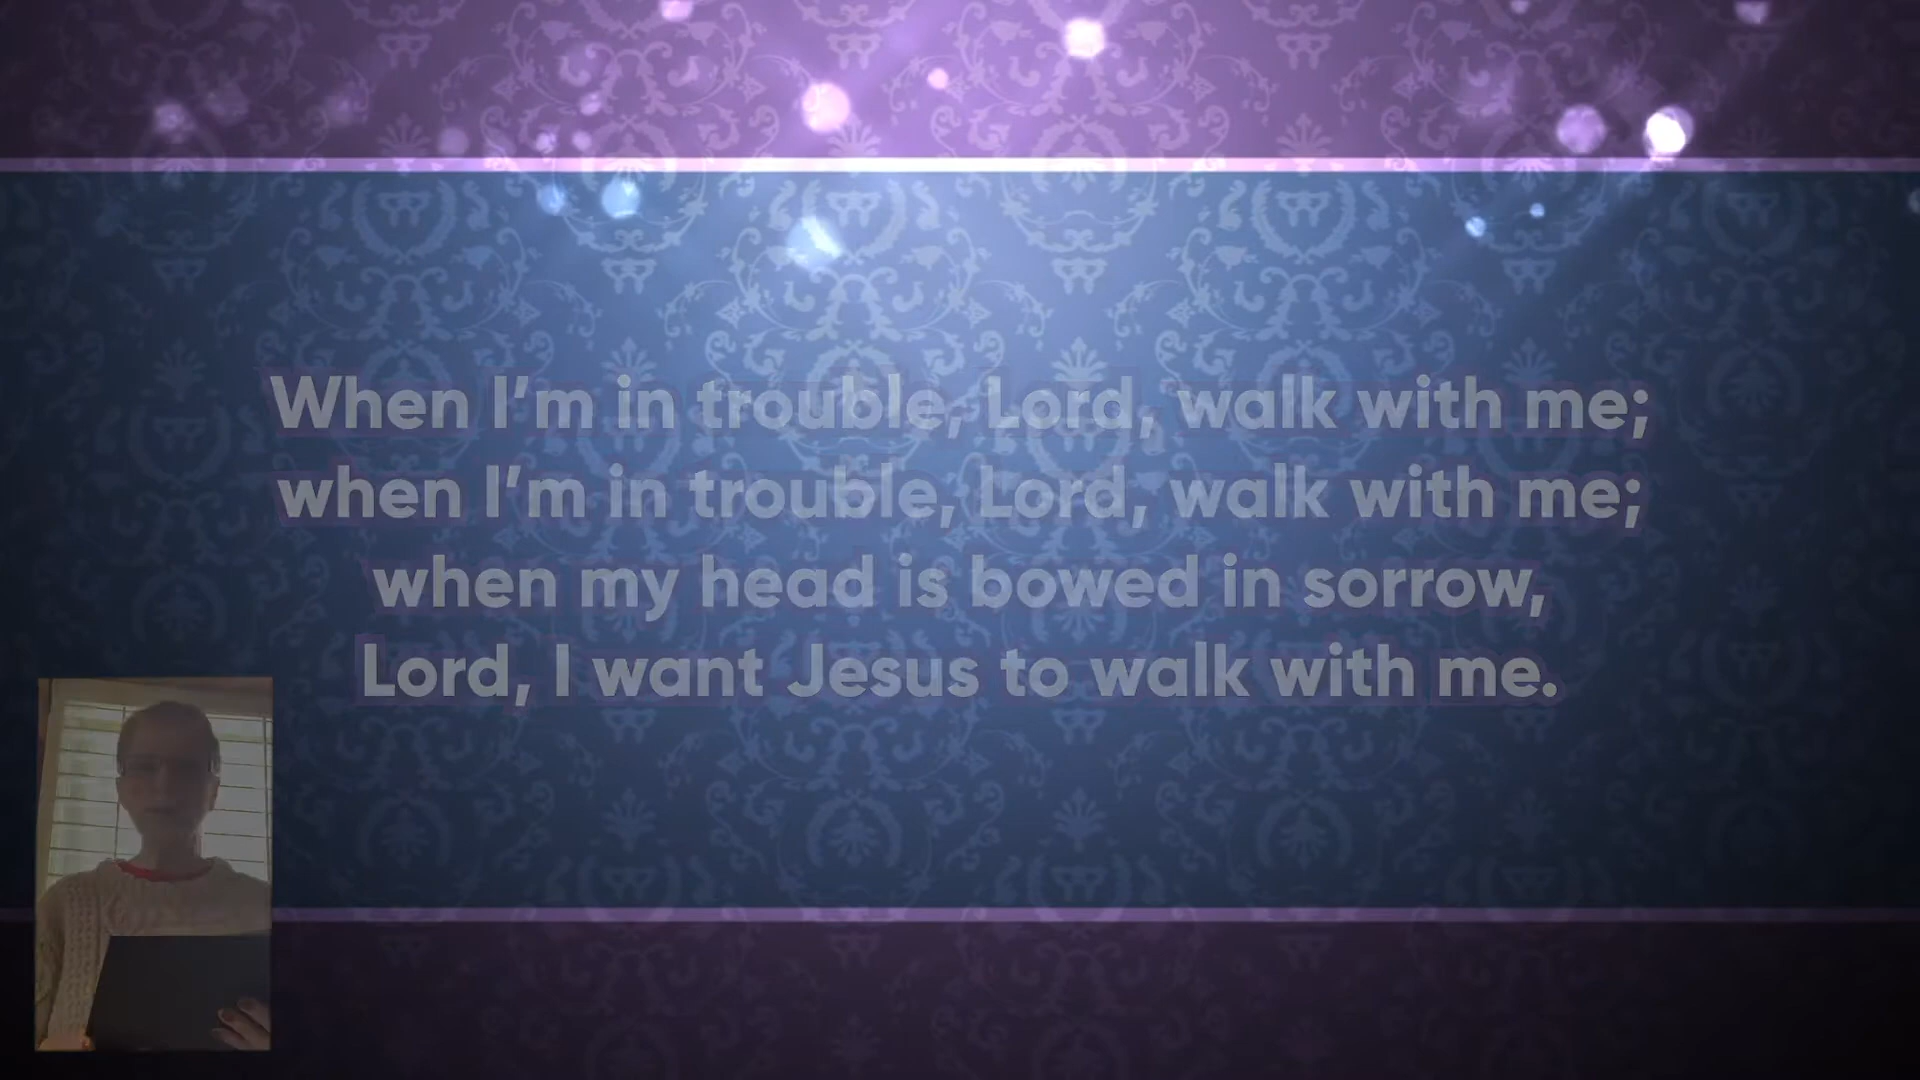 When I’m in trouble, Lord, walk with me;
when I’m in trouble, Lord, walk with me;
when my head is bowed in sorrow,
Lord, I want Jesus to walk with me.